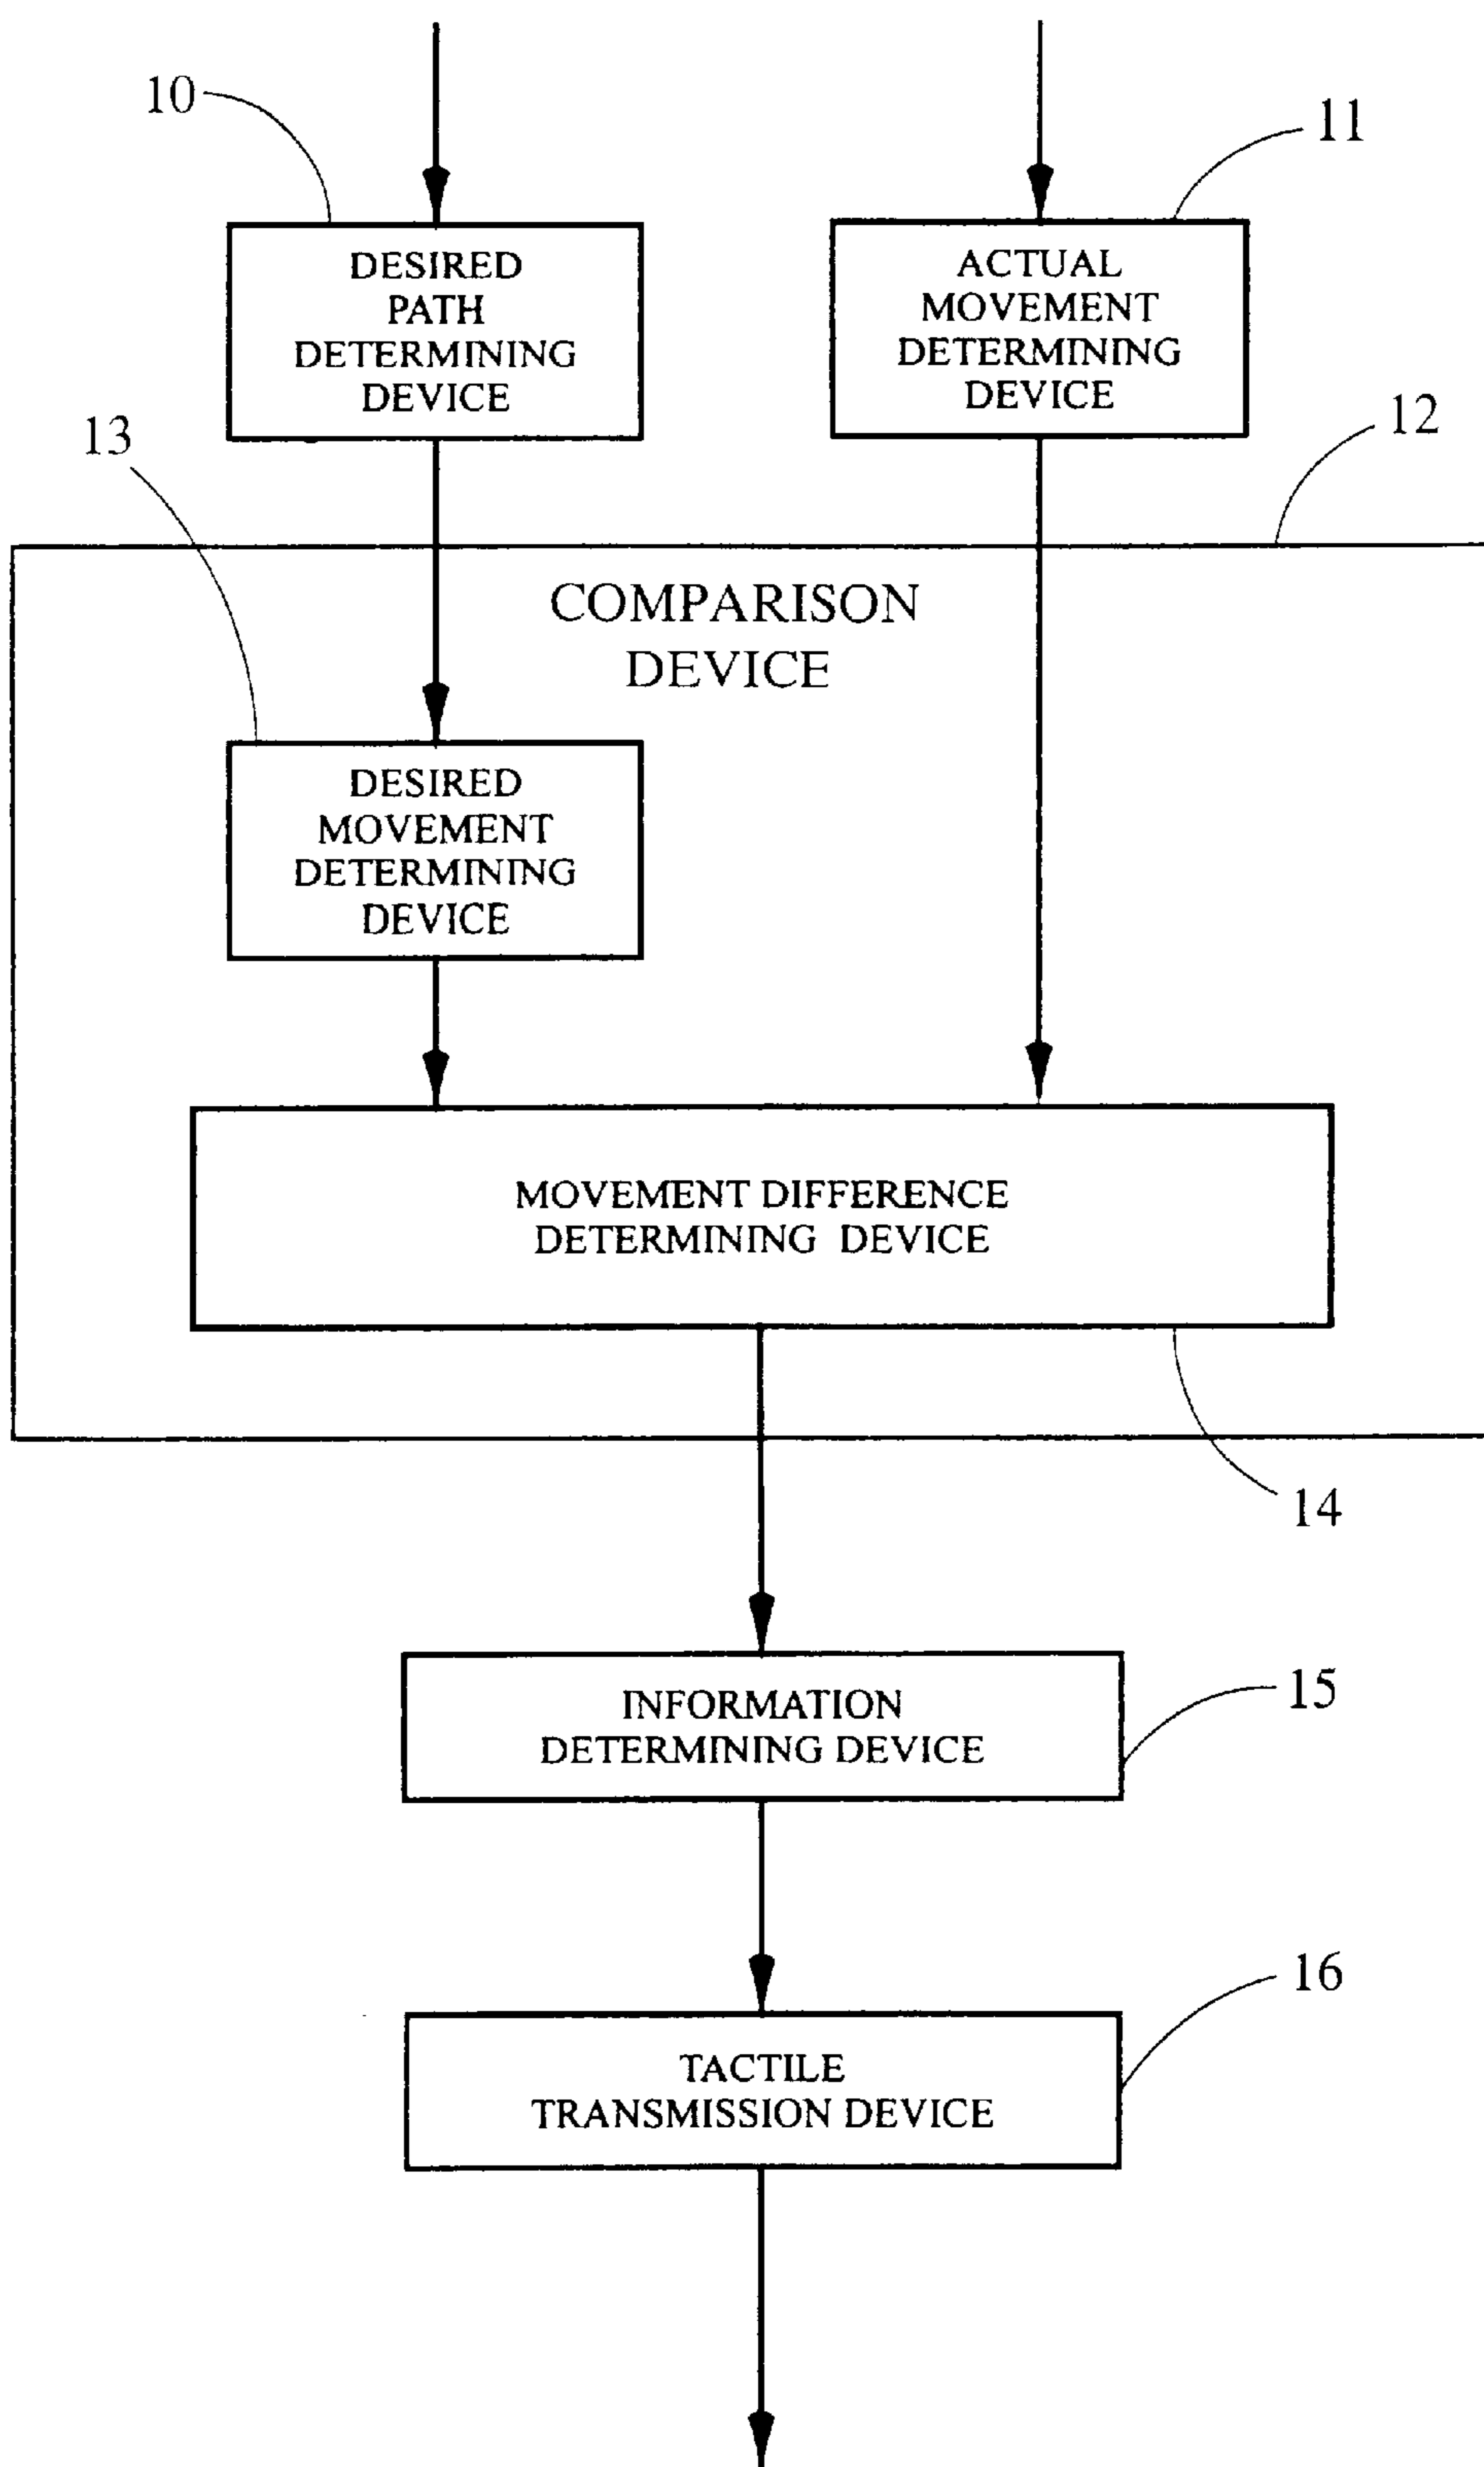 10
11
DESIRED
PATH
DETERMINING
DEVICE
ACTUAL
MOVEMENT
DETERMINING
DEVICE
13
12
COMPARISON
DEVICE
DESIRED
MOVEMENT
DETERMINING
DEVICE
MOVEMENT DIFFERENCE
DETERMINING DEVICE
14
INFORMATION
DETERMINING DEVICE
15
16
TACTILE
TRANSMISSION DEVICE